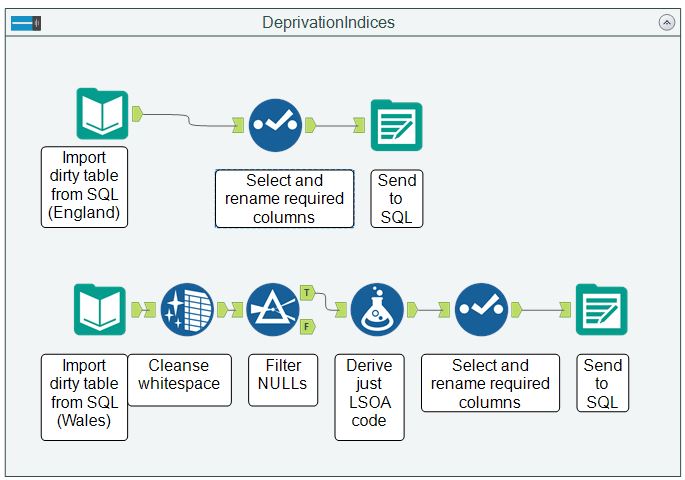 DeprivationIndices
Import
dirty table
from SQL
(England)
Select and
rename required
columns
Send
to
SQL
T
F
Import
dirty table
from SQL
(Wales)
Cleanse
whitespace
Filter
NULLs
Derive
just
LSOA
code
Select and
rename required
columns
Send
to
SQL